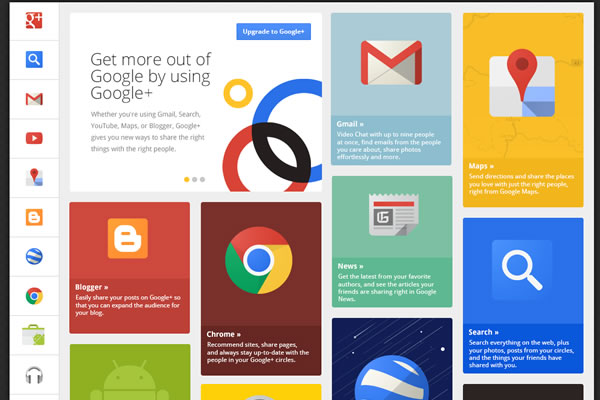 g+
Upgrade to Google+
Get more out of
Google by using
Google+
Whether you're using Gmail, Search,
YouTube, Maps, or Blogger, Google+
gives you new ways to share the right
things with the right people.
Gmail »
Video Chat with up to nine people
at once, find emails from the people
you care about, share photos
effortlessly and more.
Maps »
Send directions and share the places
you love with just the right people,
right from Google Maps.
Blogger »
Easily share your posts on Google+ so
that you can expand the audience for
your blog.
Chrome »
Recommend sites, share pages,
and always stay up-to-date with the
people in your Google+ circles.
News »
Get the latest from your favorite
authors, and see the articles your
friends are sharing right in Google
News.
Search »
Search everything on the web, plus
your photos, posts from your circles,
and the things your friends have
shared with you.